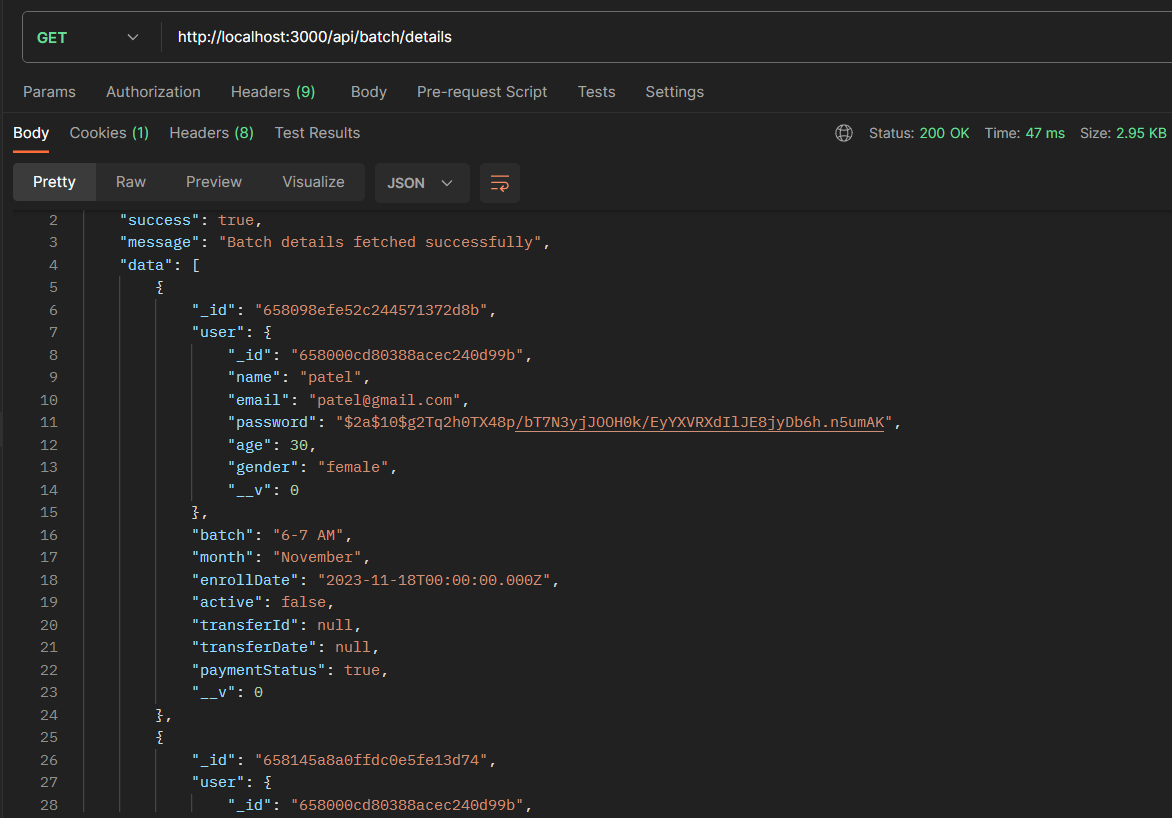 GET http://localhost:3000/api/batch/details
Params Authorization Headers (9) Body Pre-request Script Tests Settings
Body Cookies (1) Headers (8) Test Results Status: 200 OK Time: 47 ms Size: 2.95 KB
Pretty Raw Preview Visualize JSON
2 "success": true,
3 "message": "Batch details fetched successfully",
4 "data": [
5 {
6 "_id": "658098efe52c244571372d8b",
7 "user": {
8 "_id": "658000cd80388acec240d99b",
9 "name": "patel",
10 "email": "patel@gmail.com",
11 "password": "$2a$10$g2Tq2h0TX48p/bT7N3yjJOOH0k/EyYXVRXdIlJE8jyDb6h.n5umAK",
12 "age": 30,
13 "gender": "female",
14 "__v": 0
15 },
16 "batch": "6-7 AM",
17 "month": "November",
18 "enrollDate": "2023-11-18T00:00:00.000Z",
19 "active": false,
20 "transferId": null,
21 "transferDate": null,
22 "paymentStatus": true,
23 "__v": 0
24 },
25 {
26 "_id": "658145a8a0ffdc0e5fe13d74",
27 "user": {
28 "_id": "658000cd80388acec240d99b",